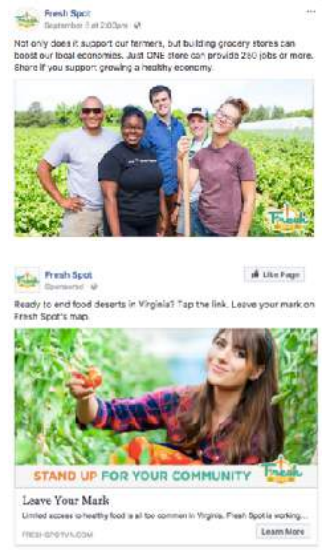 Fresh Spot
September 8 at 2:03pm
Not only does it support our farmers, but building grocery stores can
boost our local economies. Just ONE store can provide 250 jobs or more.
Share if you support growing a healthy economy.
Fresh
Fresh Spot
Sponsored
Like Page
Ready to end food deserts in Virginia? Tap the link. Leave your mark on
Fresh Spot's map.
Fresh
STAND UP FOR YOUR COMMUNITY
Leave Your Mark
Limited access to healthy food is all too common in Virginia. Fresh Spot is working...
FRESH-SPOTVA.COM
Learn More